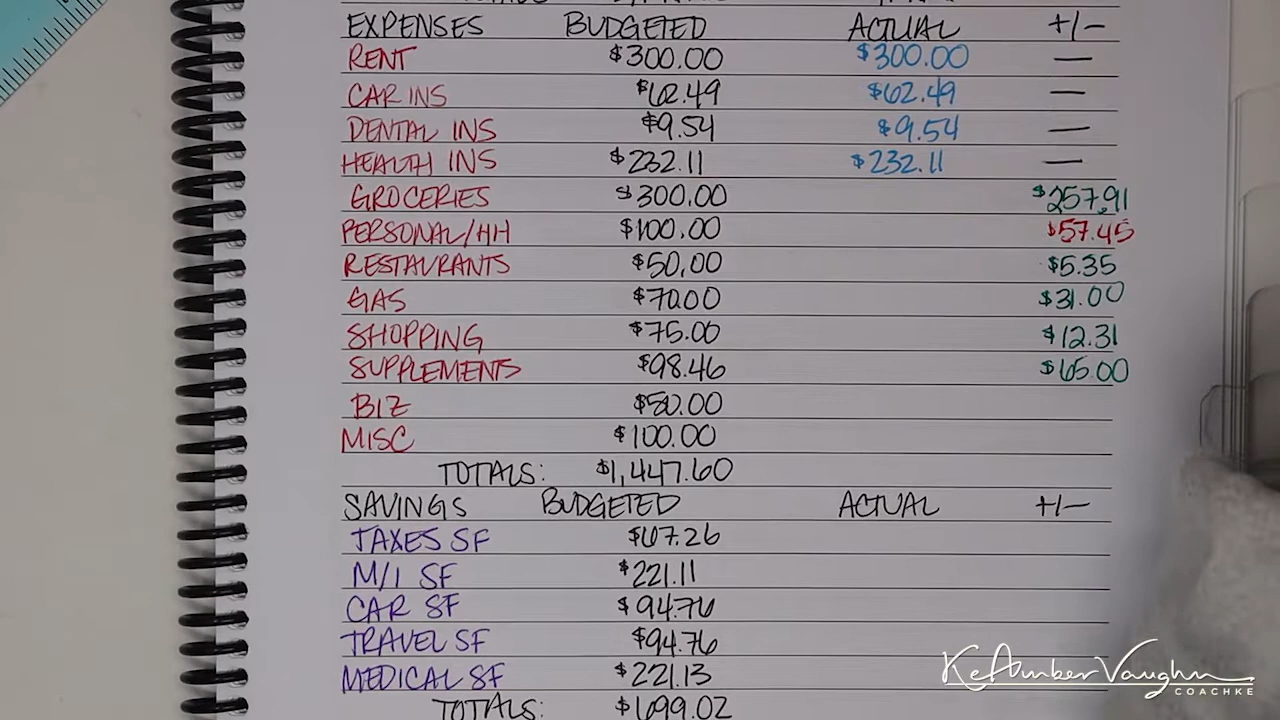 EXPENSES BUDGETED ACTUAL +/-
RENT $300.00 $300.00 —
CAR INS $62.49 $62.49 —
DENTAL INS $9.54 $9.54 —
HEALTH INS $232.11 $232.11 —
GROCERIES $300.00 $257.91
PERSONAL/HH $100.00 $57.45
RESTAURANTS $50.00 $5.35
GAS $70.00 $31.00
SHOPPING $75.00 $12.31
SUPPLEMENTS $98.46 $65.00
BIZ $50.00
MISC $100.00
TOTALS: $1,447.60
SAVINGS BUDGETED ACTUAL +/-
TAXES SF $67.26
M/I SF $221.11
CAR SF $94.76
TRAVEL SF $94.76
MEDICAL SF $221.13
TOTALS: $699.02
KeAmber Vaughn
COACHKE